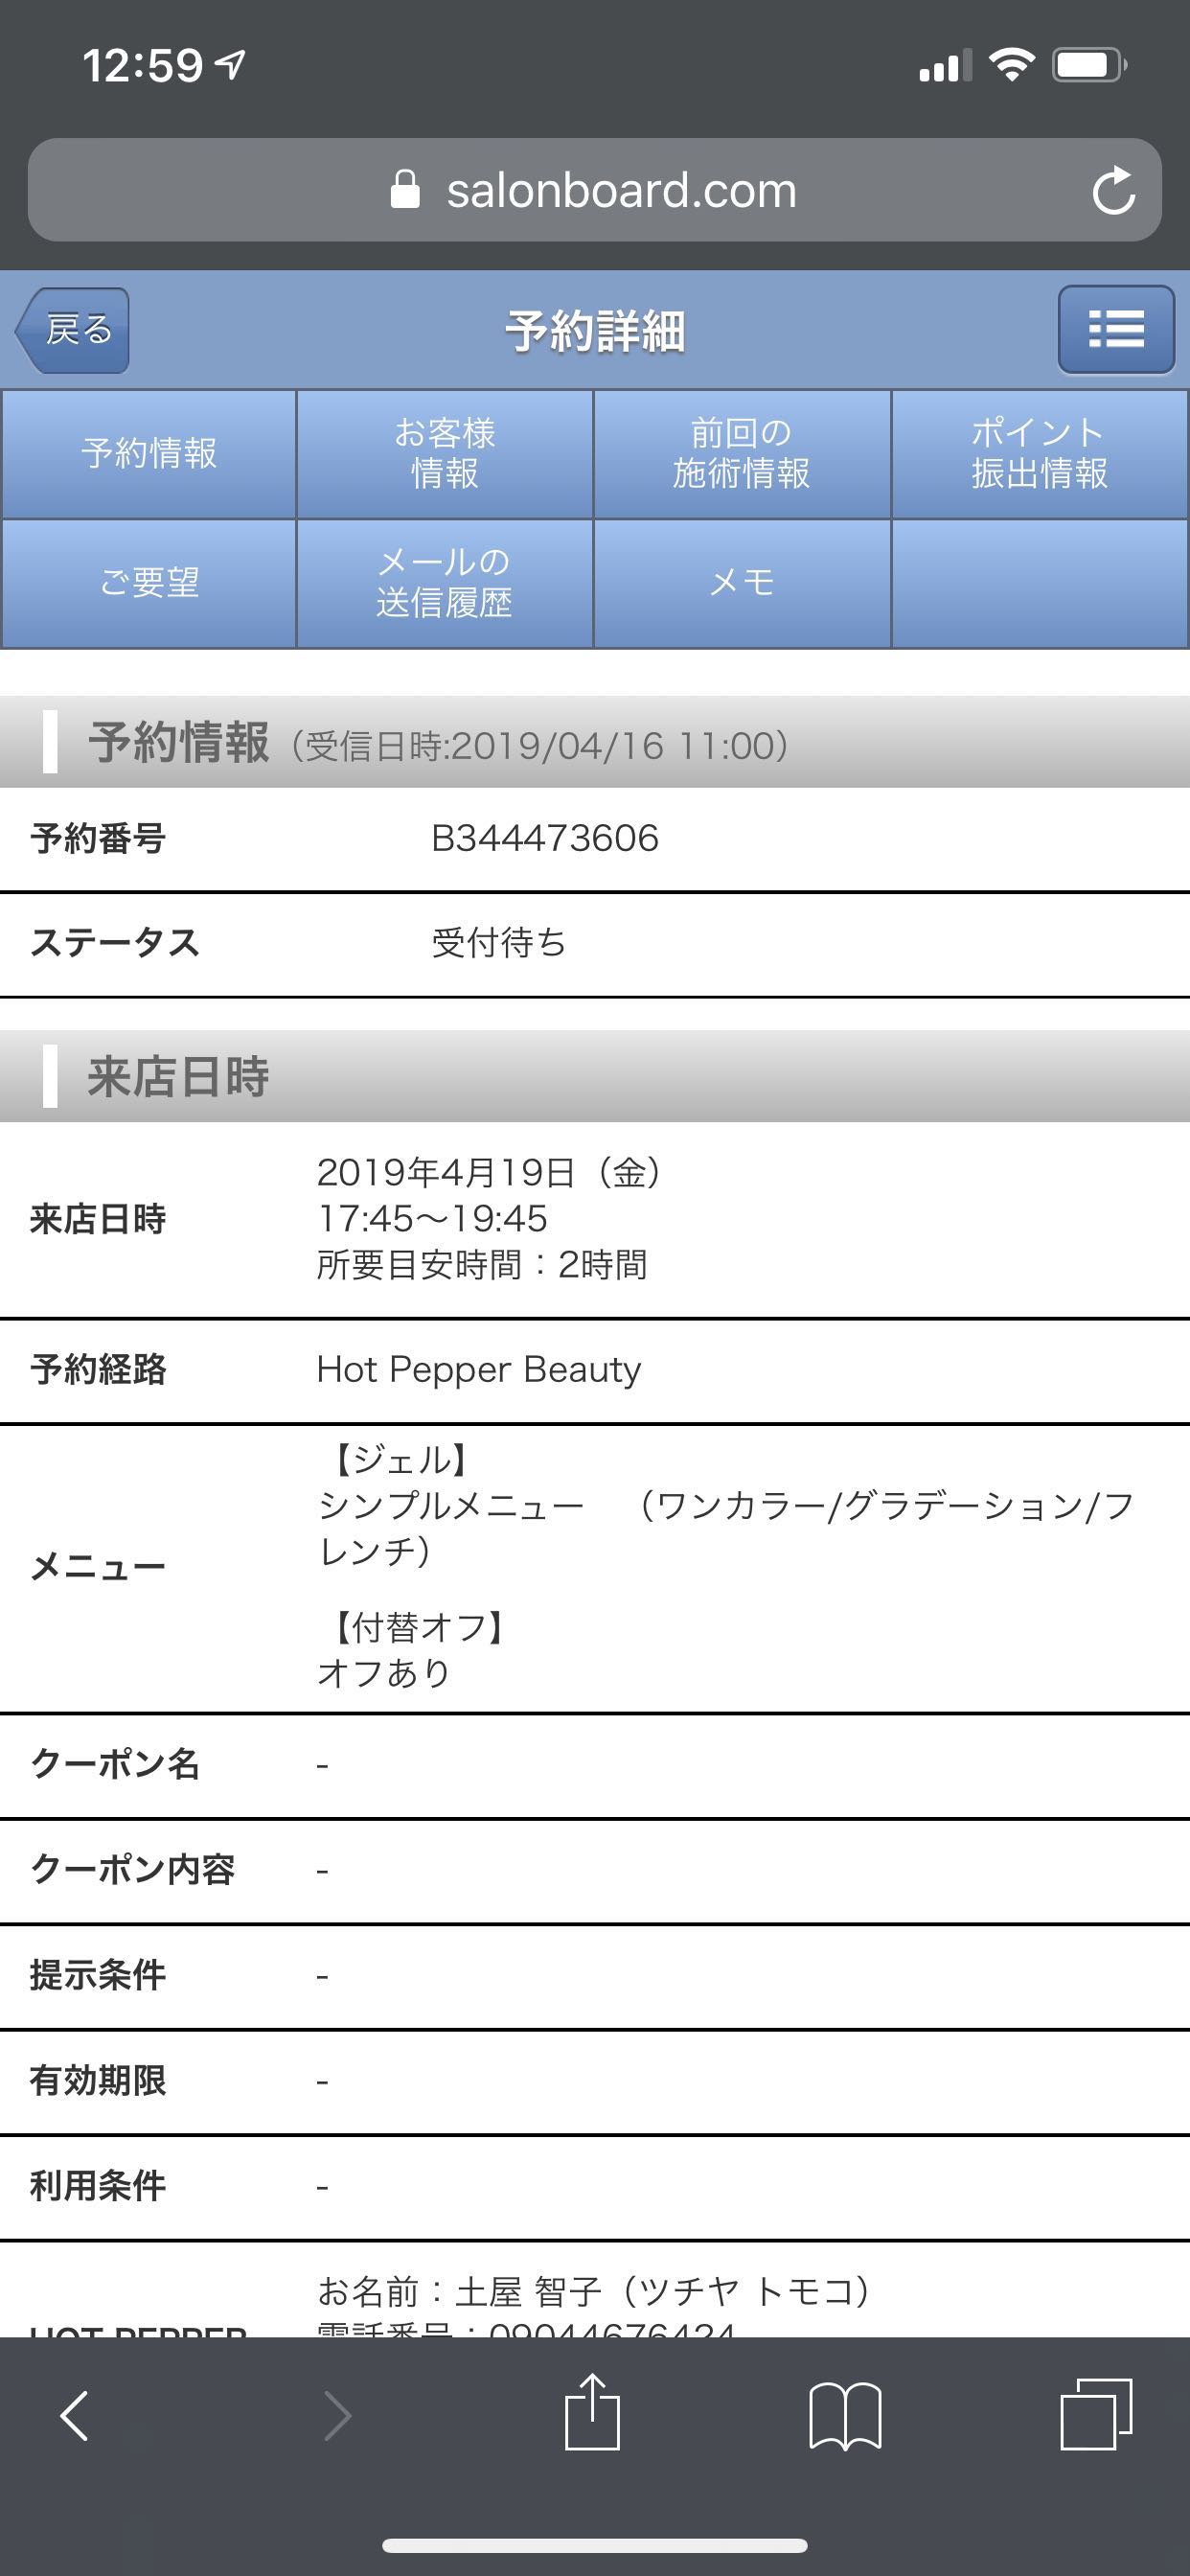 12:59
salonboard.com
戻る
予約詳細
予約情報
お客様
情報
前回の
施術情報
ポイント
振出情報
ご要望
メールの
送信履歴
メモ
予約情報（受信日時:2019/04/16 11:00）
予約番号 B344473606
ステータス 受付待ち
来店日時
来店日時
2019年4月19日（金）
17:45～19:45
所要目安時間：2時間
予約経路 Hot Pepper Beauty
メニュー
【ジェル】
シンプルメニュー　（ワンカラー/グラデーション/フ
レンチ）
【付替オフ】
オフあり
クーポン名 -
クーポン内容 -
提示条件 -
有効期限 -
利用条件 -
お名前：土屋 智子（ツチヤ トモコ）
HOT PEPPER
電話番号：09044676424